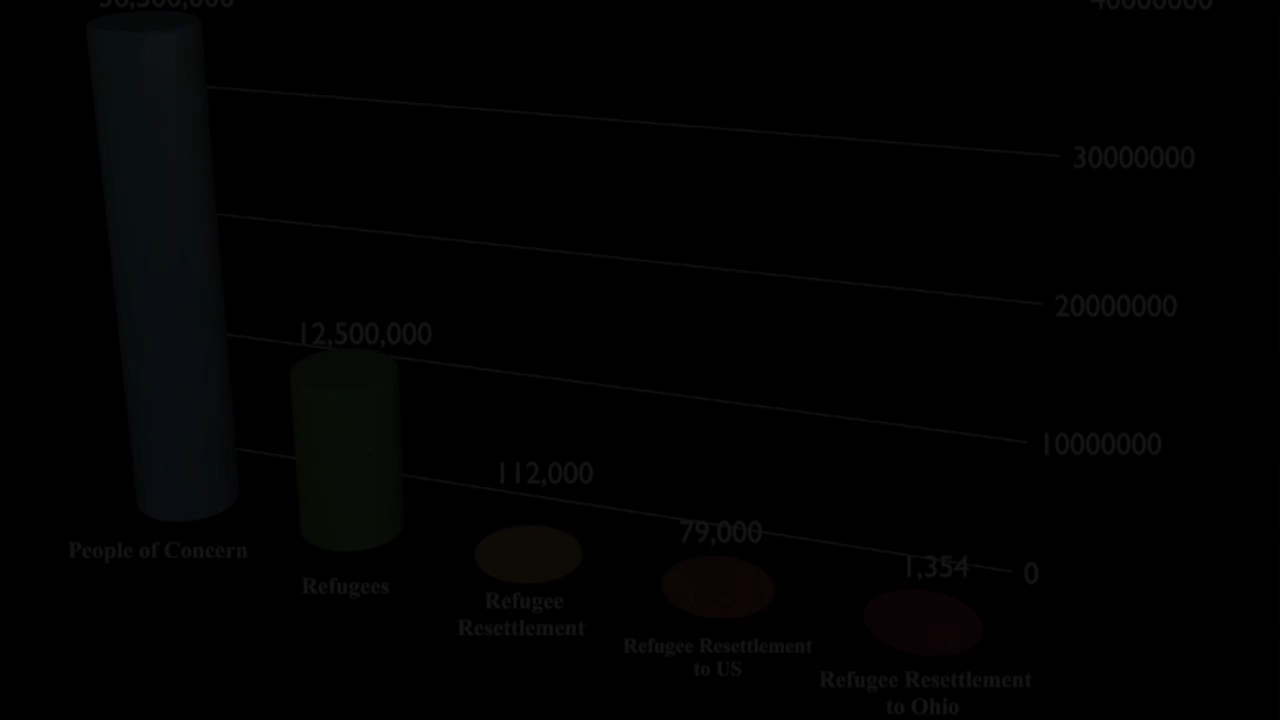 40000000
30000000
20000000
12,500,000
10000000
112,000
79,000
1,354
0
People of Concern
Refugees
Refugee
Resettlement
Refugee Resettlement
to US
Refugee Resettlement
to Ohio